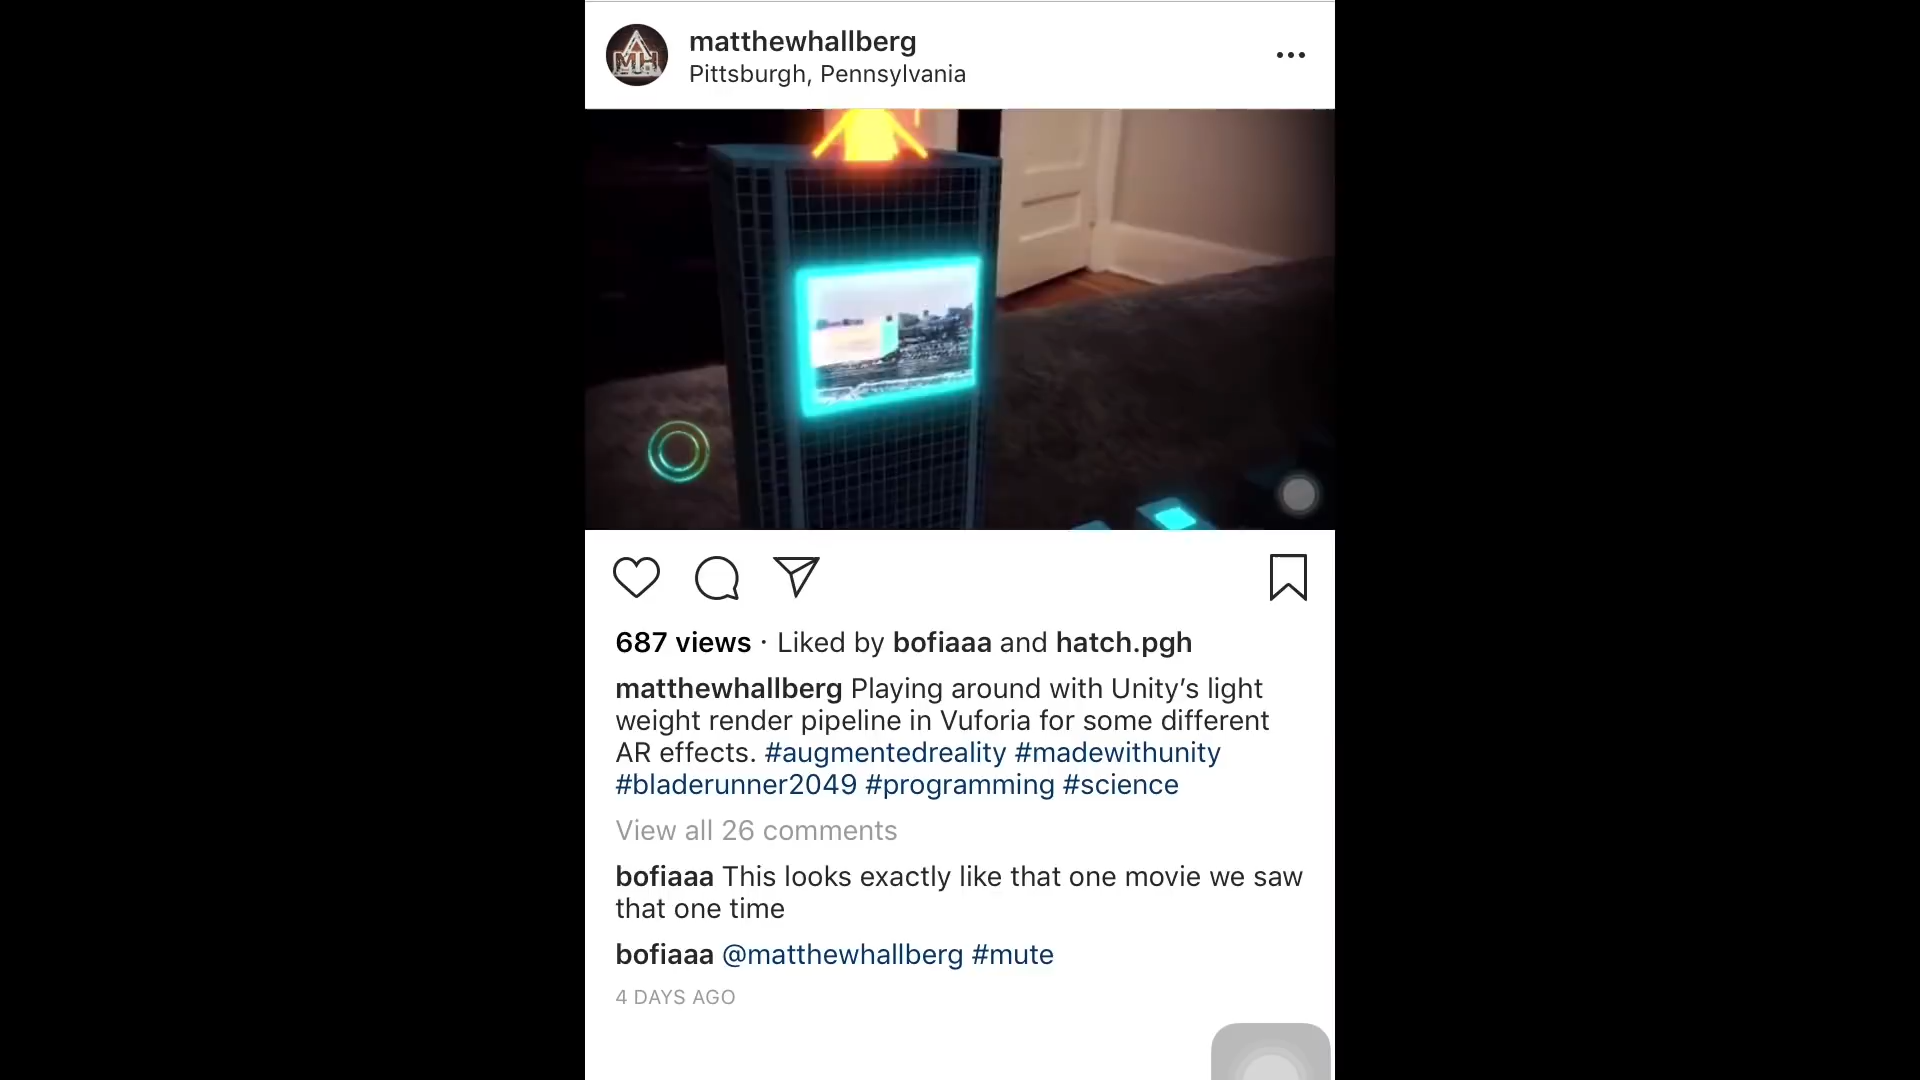 matthewhallberg
Pittsburgh, Pennsylvania
MH
687 views · Liked by bofiaaa and hatch.pgh
matthewhallberg Playing around with Unity’s light
weight render pipeline in Vuforia for some different
AR effects. #augmentedreality #madewithunity
#bladerunner2049 #programming #science
View all 26 comments
bofiaaa This looks exactly like that one movie we saw
that one time
bofiaaa @matthewhallberg #mute
4 DAYS AGO